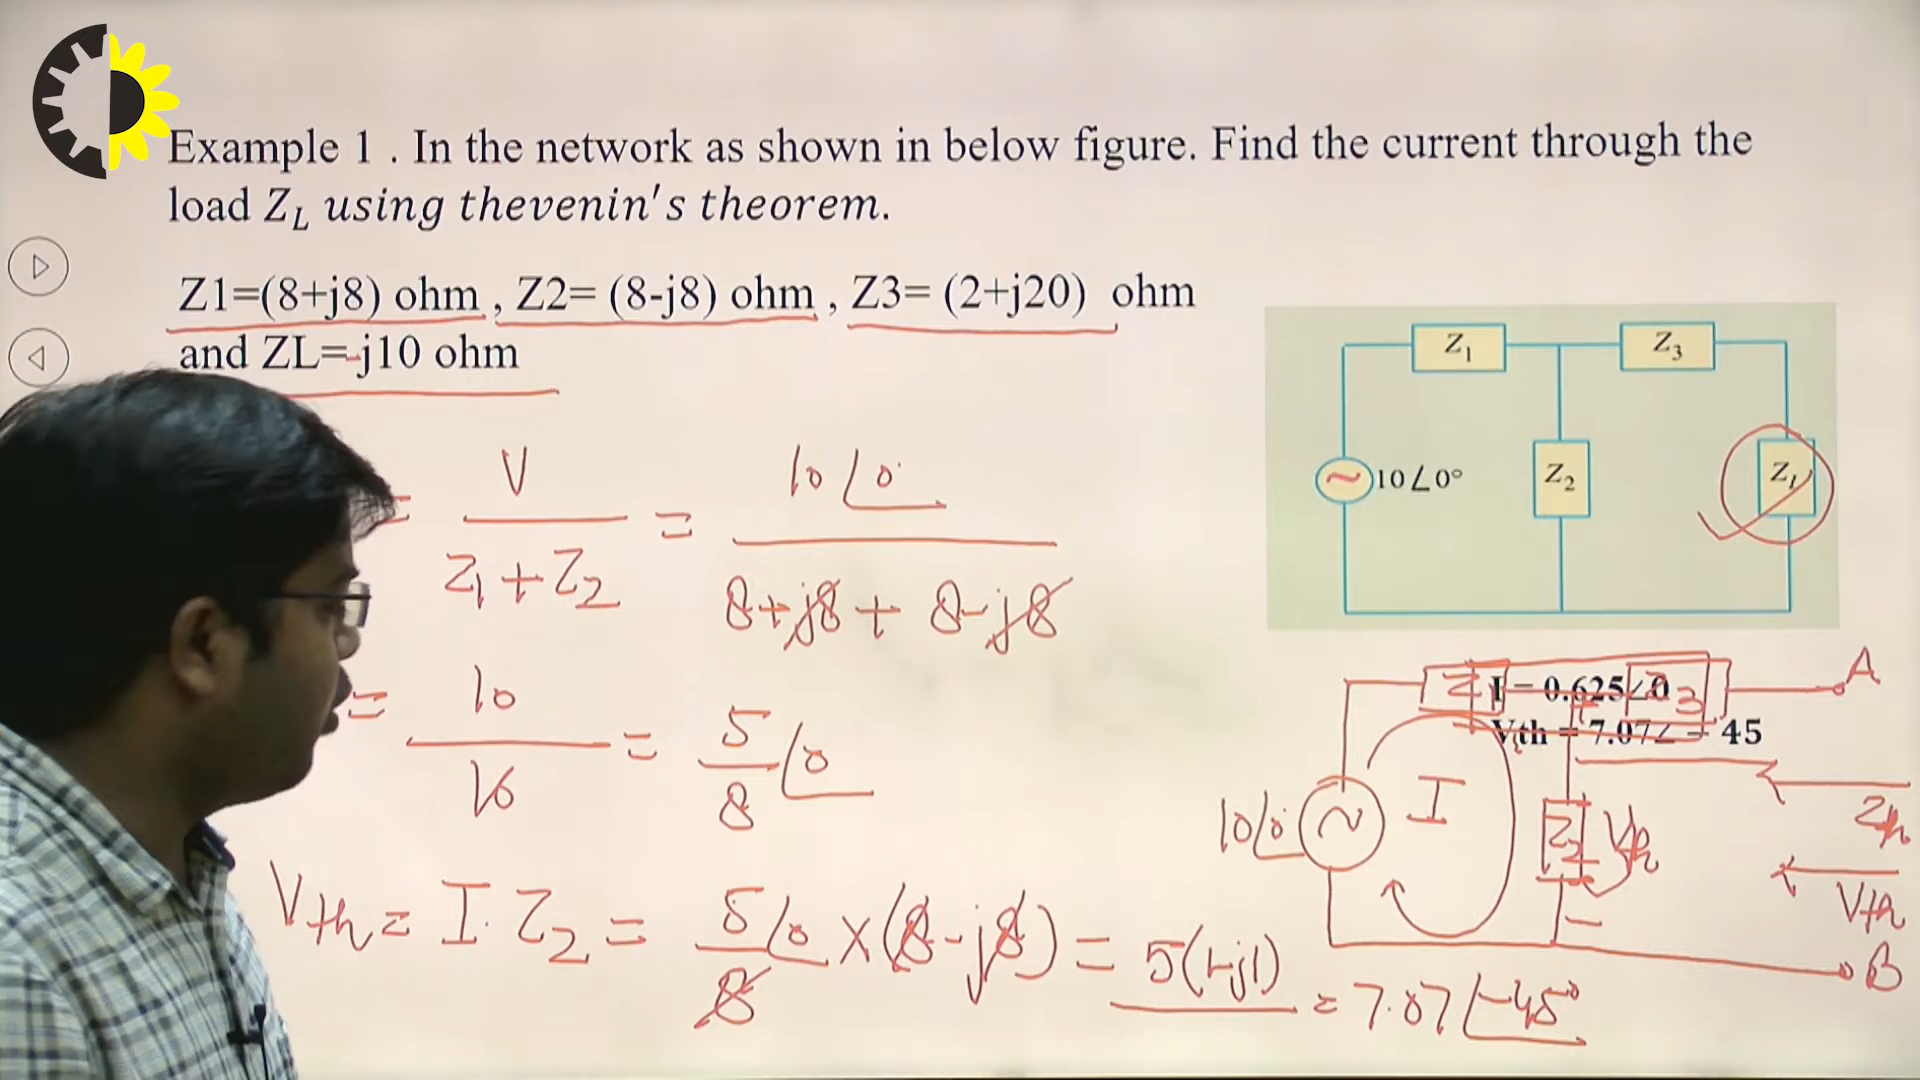 Example 1 . In the network as shown in below figure. Find the current through the
load Z_L using thevenin's theorem.
Z1=(8+j8) ohm , Z2= (8-j8) ohm , Z3= (2+j20) ohm
and ZL=-j10 ohm
Z1
Z3
10∠0°
Z2
= V / Z1+Z2 = 10∠0° / 8+j8 + 8-j8
= 10 / 16 = 5/8 ∠0
Vth = I.Z2 = 5∠0 / 8 × (8-j8) = 5(1-j1) = 7.07∠-45°
I = 0.625∠0
Vth = 7.07∠-45
Z1
Z3
A
10∠0°
I
Z2
Vth
Zth
Vth
B